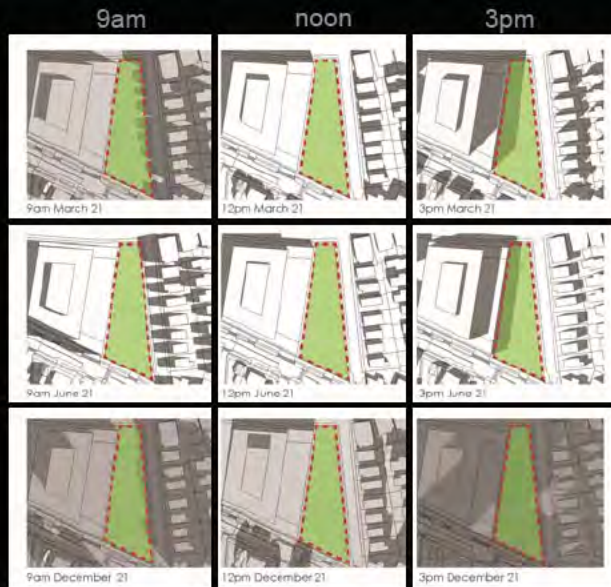 9am noon 3pm
9am March 21 12pm March 21 3pm March 21
9am June 21 12pm June 21 3pm June 21
9am December 21 12pm December 21 3pm December 21